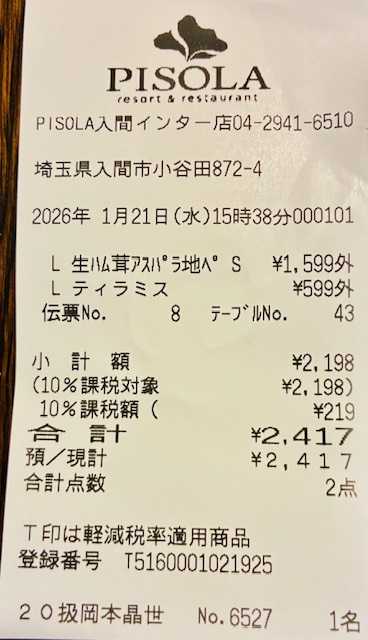 PISOLA
resort & restaurant
PISOLA入間インター店04-2941-6510
埼玉県入間市小谷田872-4
2026年 1月21日(水)15時38分000101
L 生ﾊﾑ茸ｱｽﾊﾟﾗ地ﾍﾟ S ¥1,599外
L ティラミス ¥599外
伝票No. 8 ﾃｰﾌﾞﾙNo. 43
小 計 額 ¥2,198
(10%課税対象 ¥2,198)
10%課税額( ¥219
合 計 ¥2,417
預/現計 ¥2,417
合計点数 2点
T印は軽減税率適用商品
登録番号 T5160001021925
20扱岡本晶世 No.6527 1名